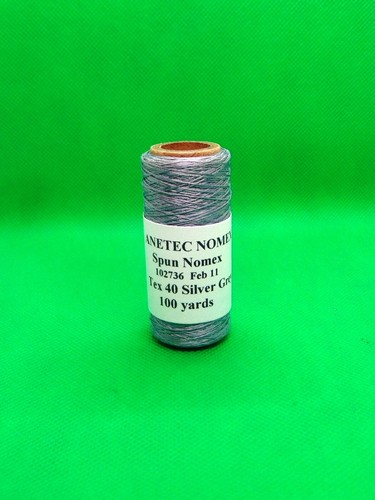 ANETEC NOMEX
Spun Nomex
102736 Feb 11
Tex 40 Silver Gre
100 yards